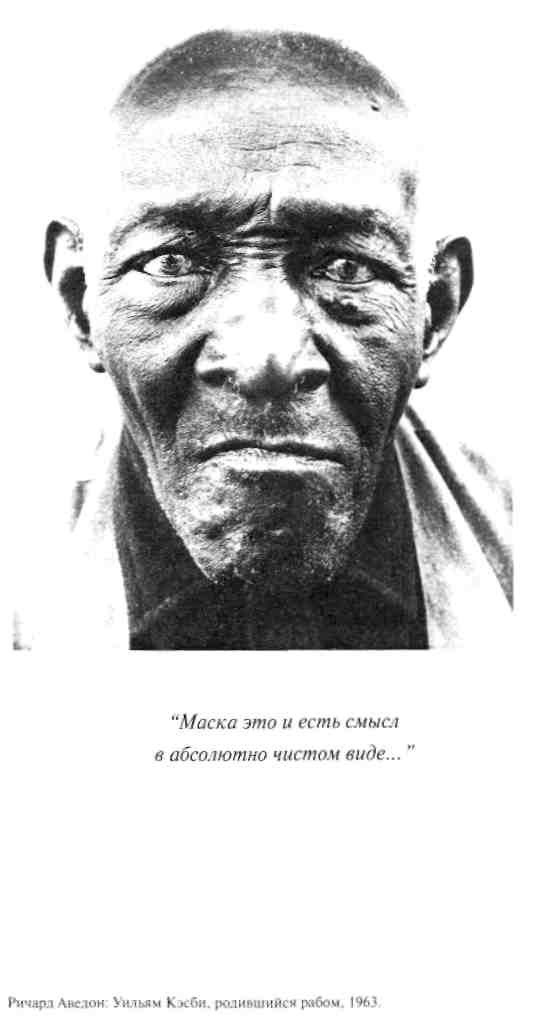 “Маска это и есть смысл
в абсолютно чистом виде...”
Ричард Аведон: Уильям Кэсби, родившийся рабом, 1963.